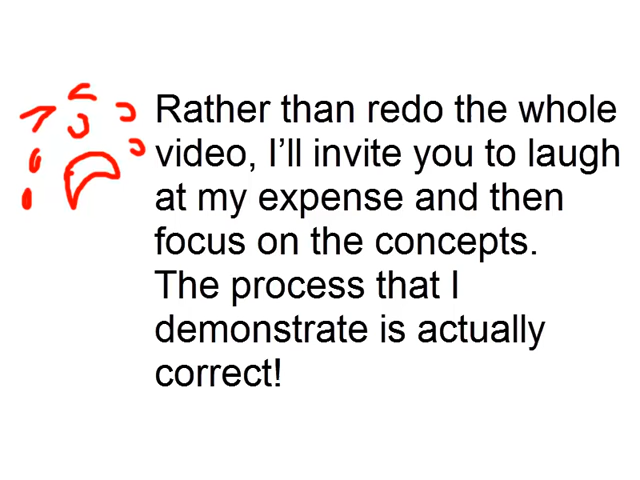 Rather than redo the whole
video, I’ll invite you to laugh
at my expense and then
focus on the concepts.
The process that I
demonstrate is actually
correct!